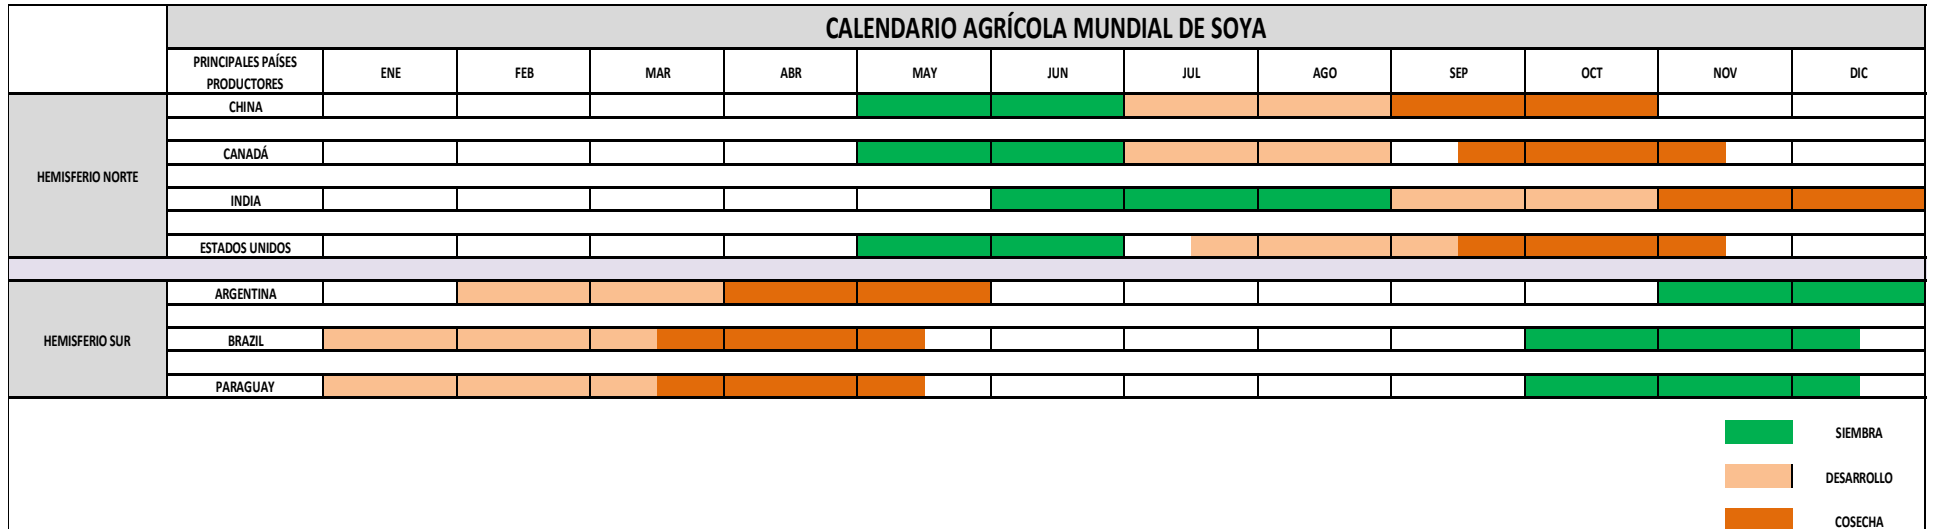 CALENDARIO AGRÍCOLA MUNDIAL DE SOYA
PRINCIPALES PAÍSES
PRODUCTORES
ENE FEB MAR ABR MAY JUN JUL AGO SEP OCT NOV DIC
HEMISFERIO NORTE
CHINA
CANADÁ
INDIA
ESTADOS UNIDOS
HEMISFERIO SUR
ARGENTINA
BRAZIL
PARAGUAY
SIEMBRA
DESARROLLO
COSECHA